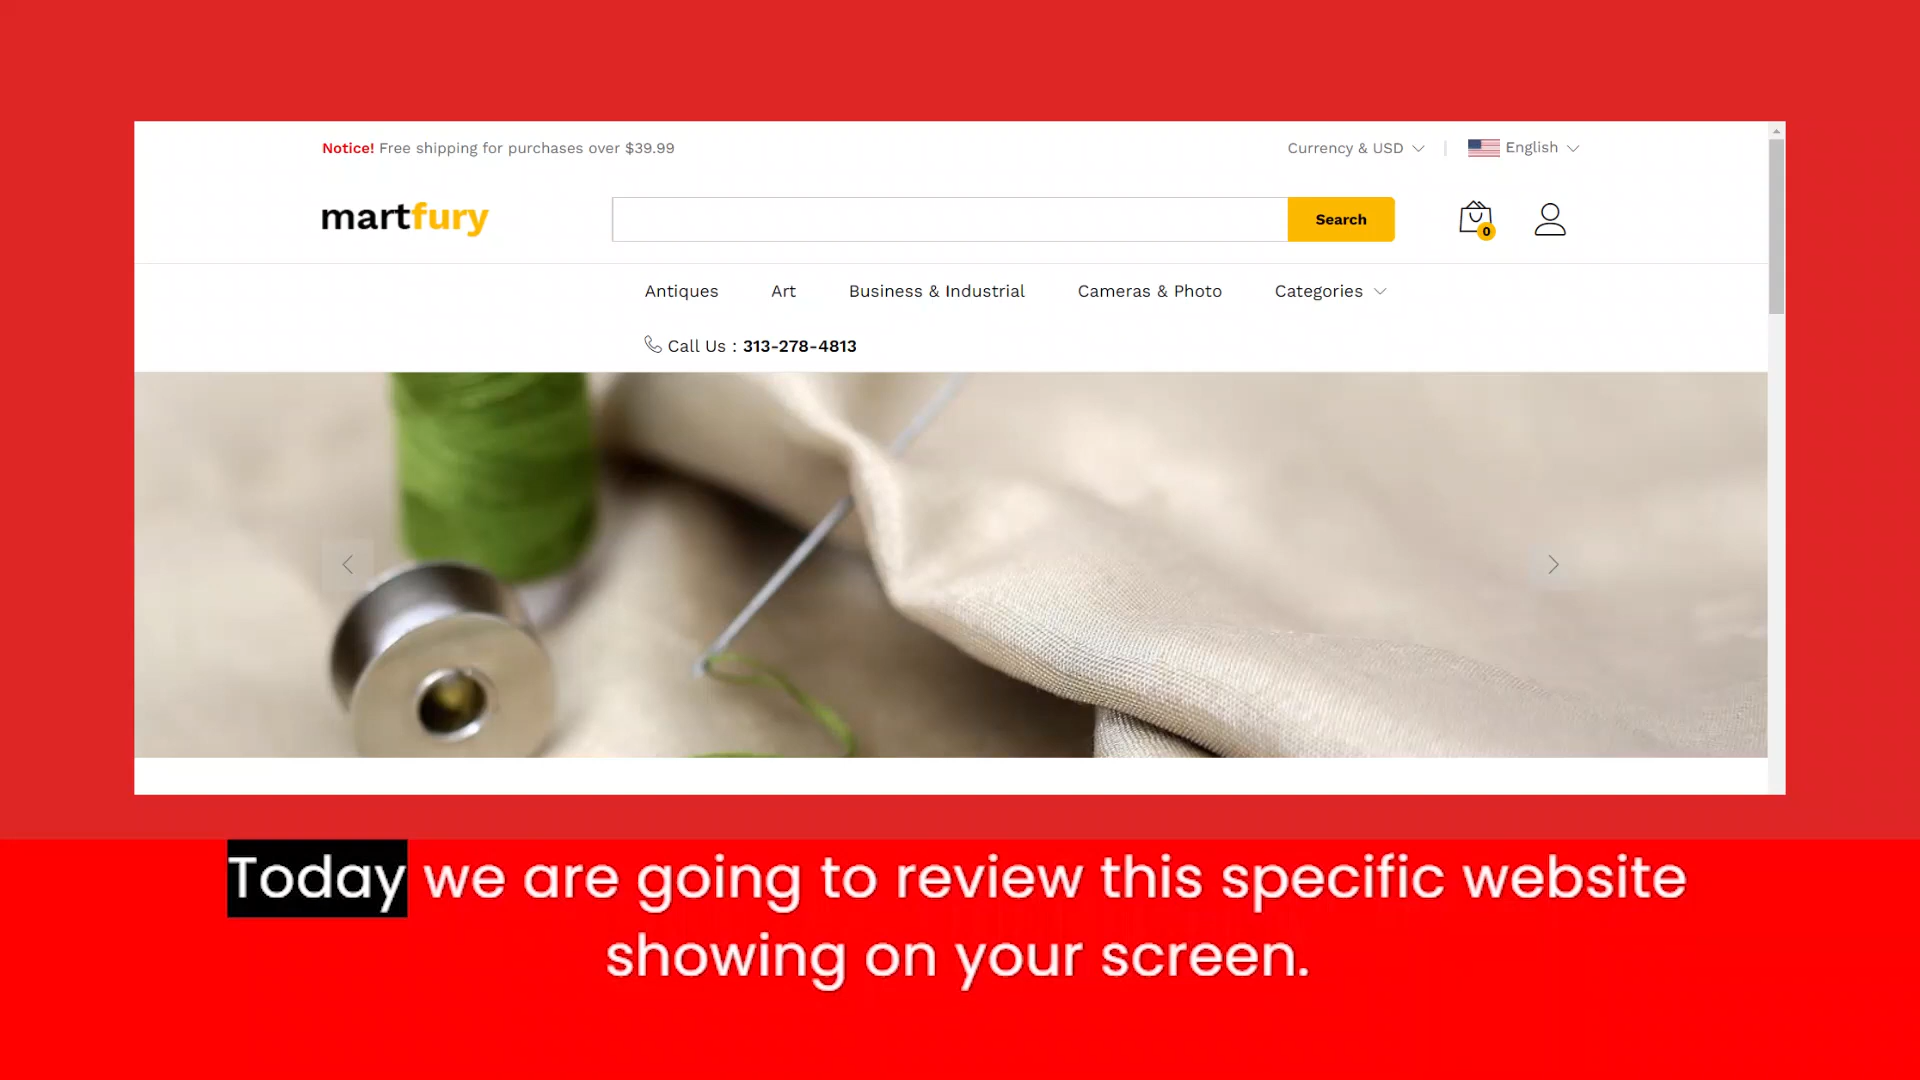 Notice! Free shipping for purchases over $39.99
Currency & USD
English
martfury
Search
0
Antiques
Art
Business & Industrial
Cameras & Photo
Categories
Call Us : 313-278-4813
Today we are going to review this specific website
showing on your screen.